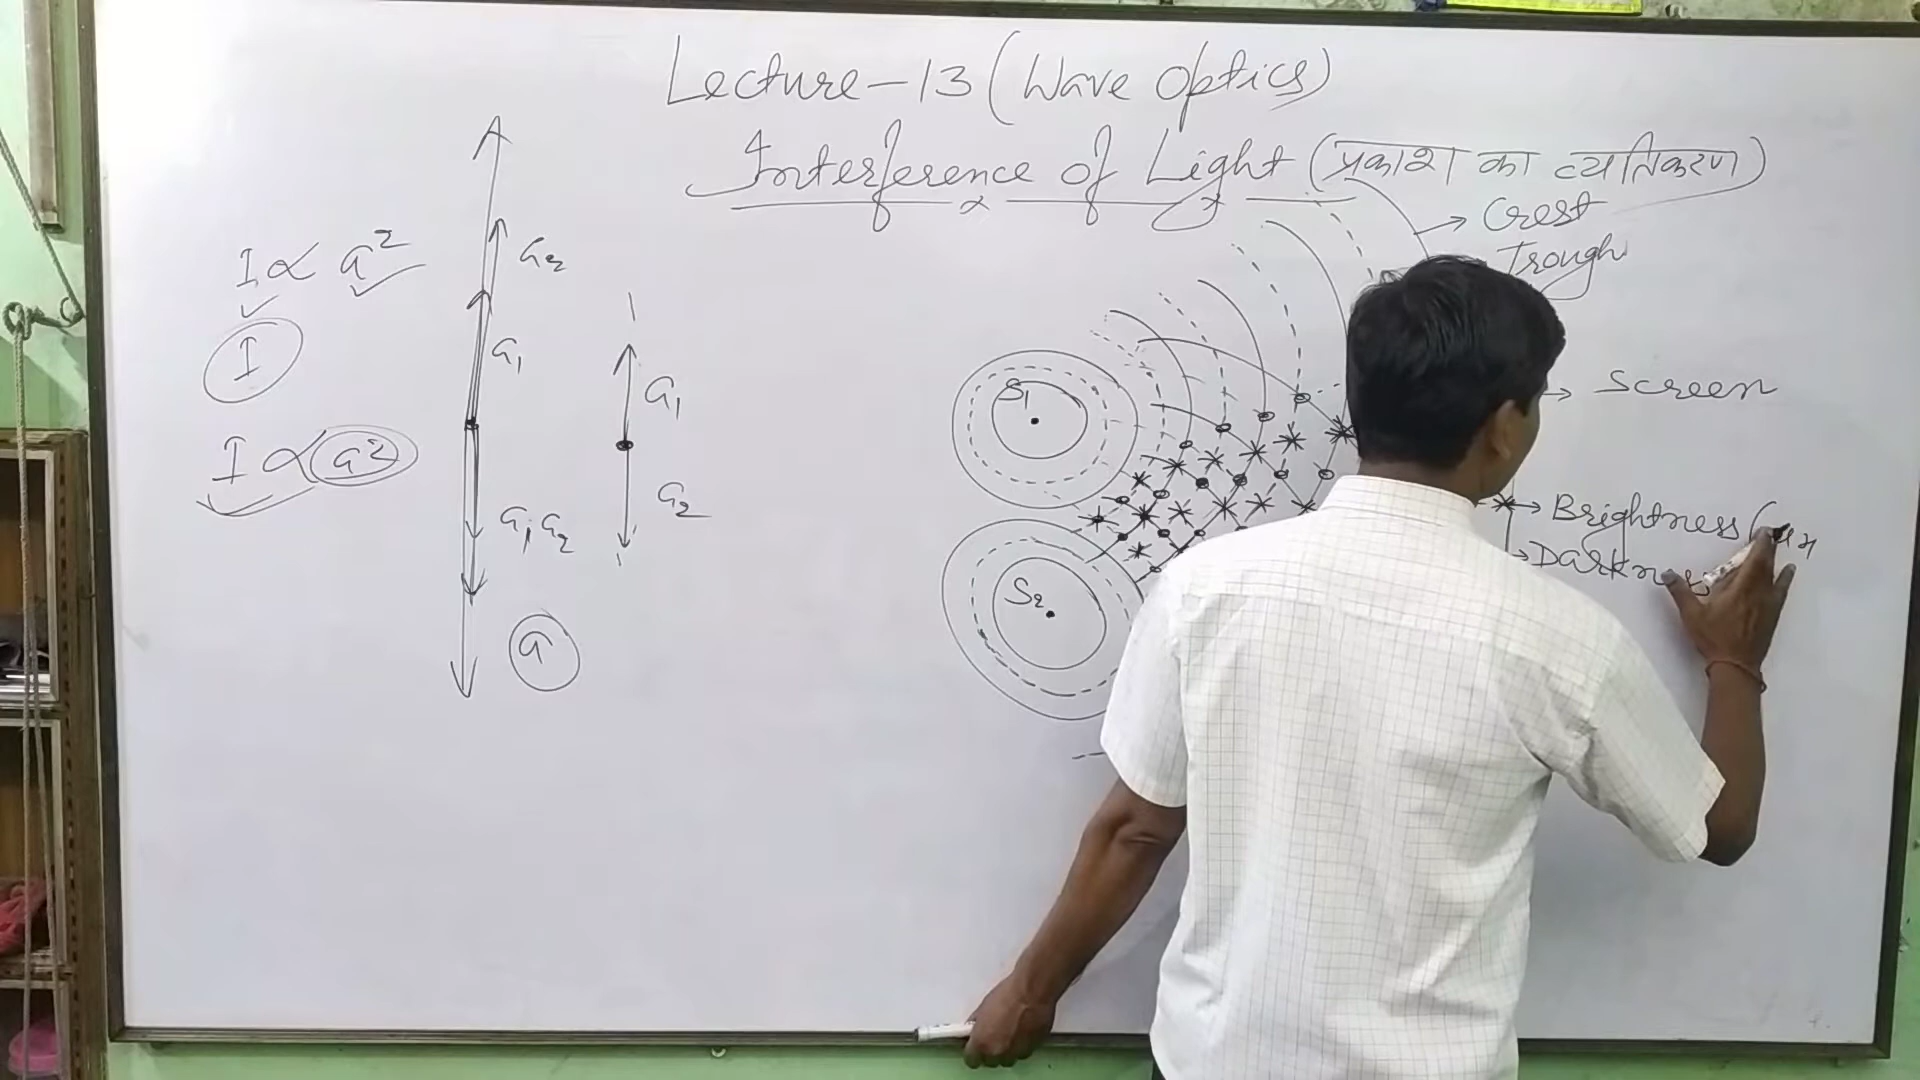 Lecture-13 (Wave Optics)
Interference of Light (प्रकाश का व्यतिकरण)
Crest
Trough
I ∝ a²
I
I ∝ a²
a₂
a₁
a₁ a₂
a
a₁
a₂
S₁
S₂
Screen
Brightness